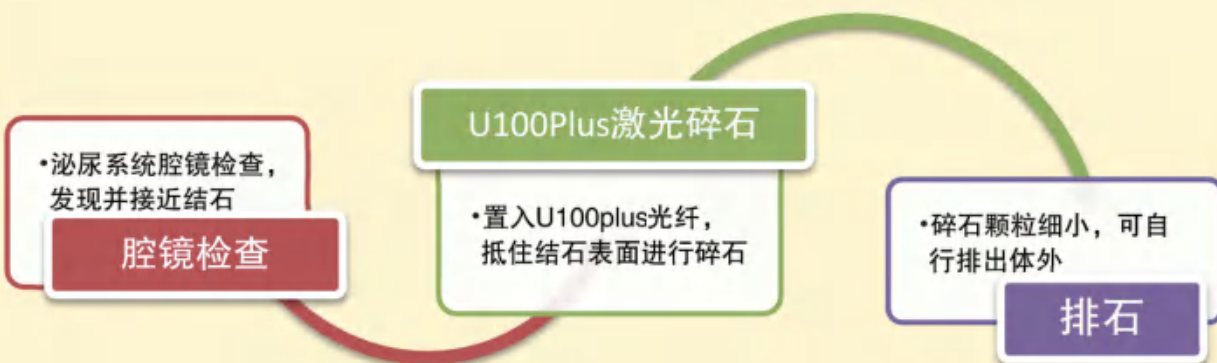 •泌尿系统腔镜检查，
发现并接近结石
腔镜检查
U100Plus激光碎石
•置入U100plus光纤，
抵住结石表面进行碎石
•碎石颗粒细小，可自
行排出体外
排石